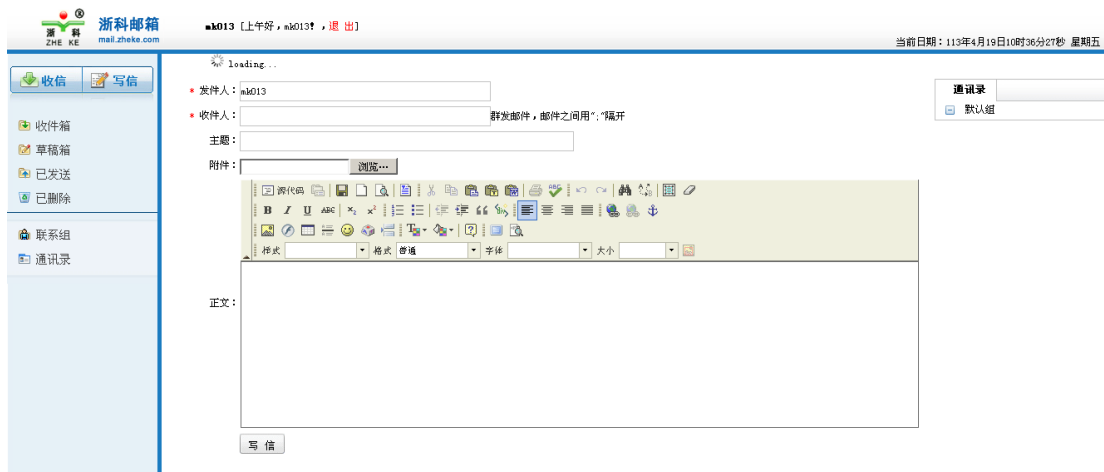 浙 科
ZHE KE
®
浙科邮箱
mail.zheke.com
mk013 [上午好，mk013!，退 出]
当前日期：113年4月19日10时36分27秒 星期五
loading...
收信 写信
* 发件人：mk013
* 收件人： 群发邮件，邮件之间用";"隔开
主题：
附件： 浏览…
通讯录
默认组
收件箱
草稿箱
已发送
已删除
联系组
通讯录
源代码
B I U ABC x₂ x²
样式 格式 普通 字体 大小
正文：
写 信